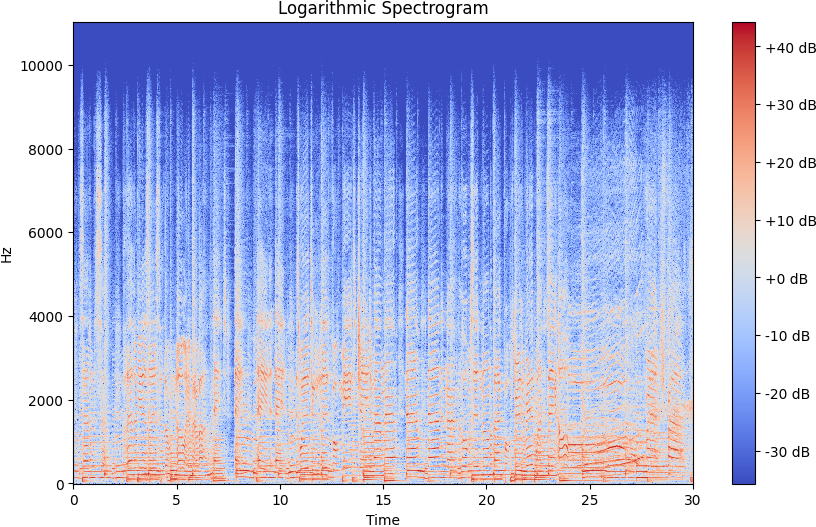 Logarithmic Spectrogram
Hz
10000
8000
6000
4000
2000
0
0 5 10 15 20 25 30
Time
+40 dB
+30 dB
+20 dB
+10 dB
+0 dB
-10 dB
-20 dB
-30 dB